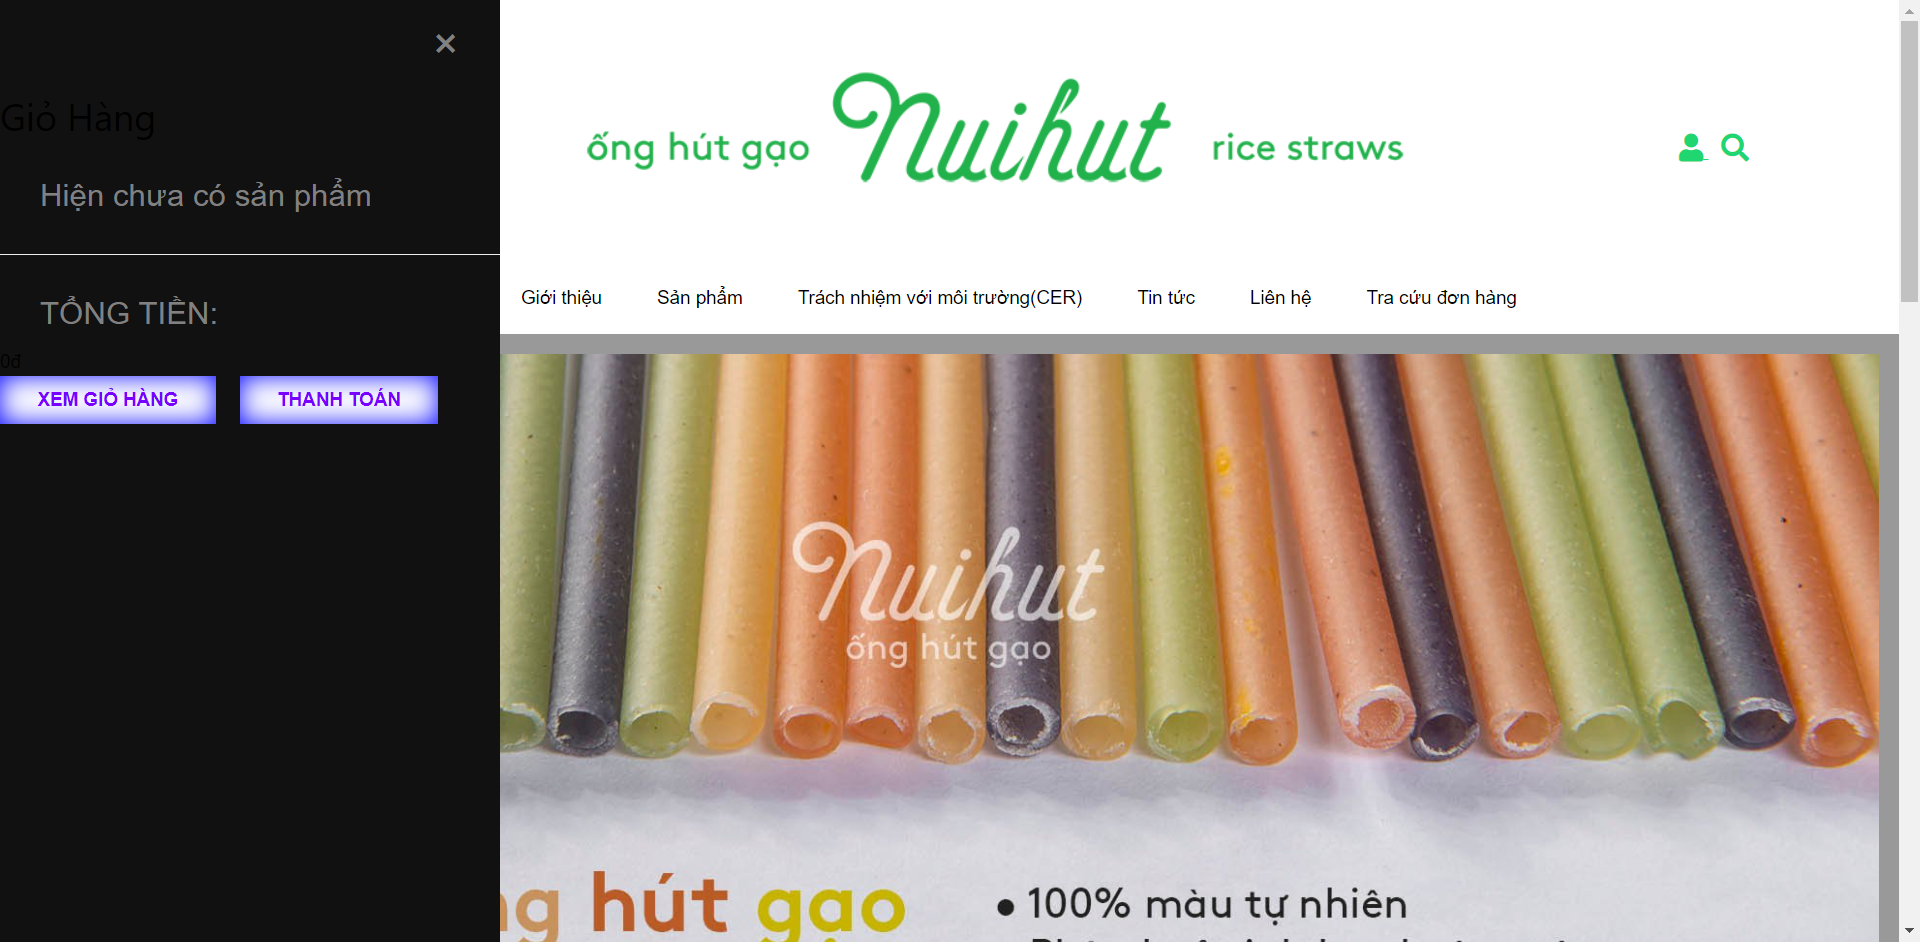 ×
Giỏ Hàng
Hiện chưa có sản phẩm
TỔNG TIỀN:
0đ
XEM GIỎ HÀNG
THANH TOÁN
ống hút gạo
Nuihut
rice straws
Giới thiệu
Sản phẩm
Trách nhiệm với môi trường(CER)
Tin tức
Liên hệ
Tra cứu đơn hàng
Nuihut
ống hút gạo
hút gạo
• 100% màu tự nhiên